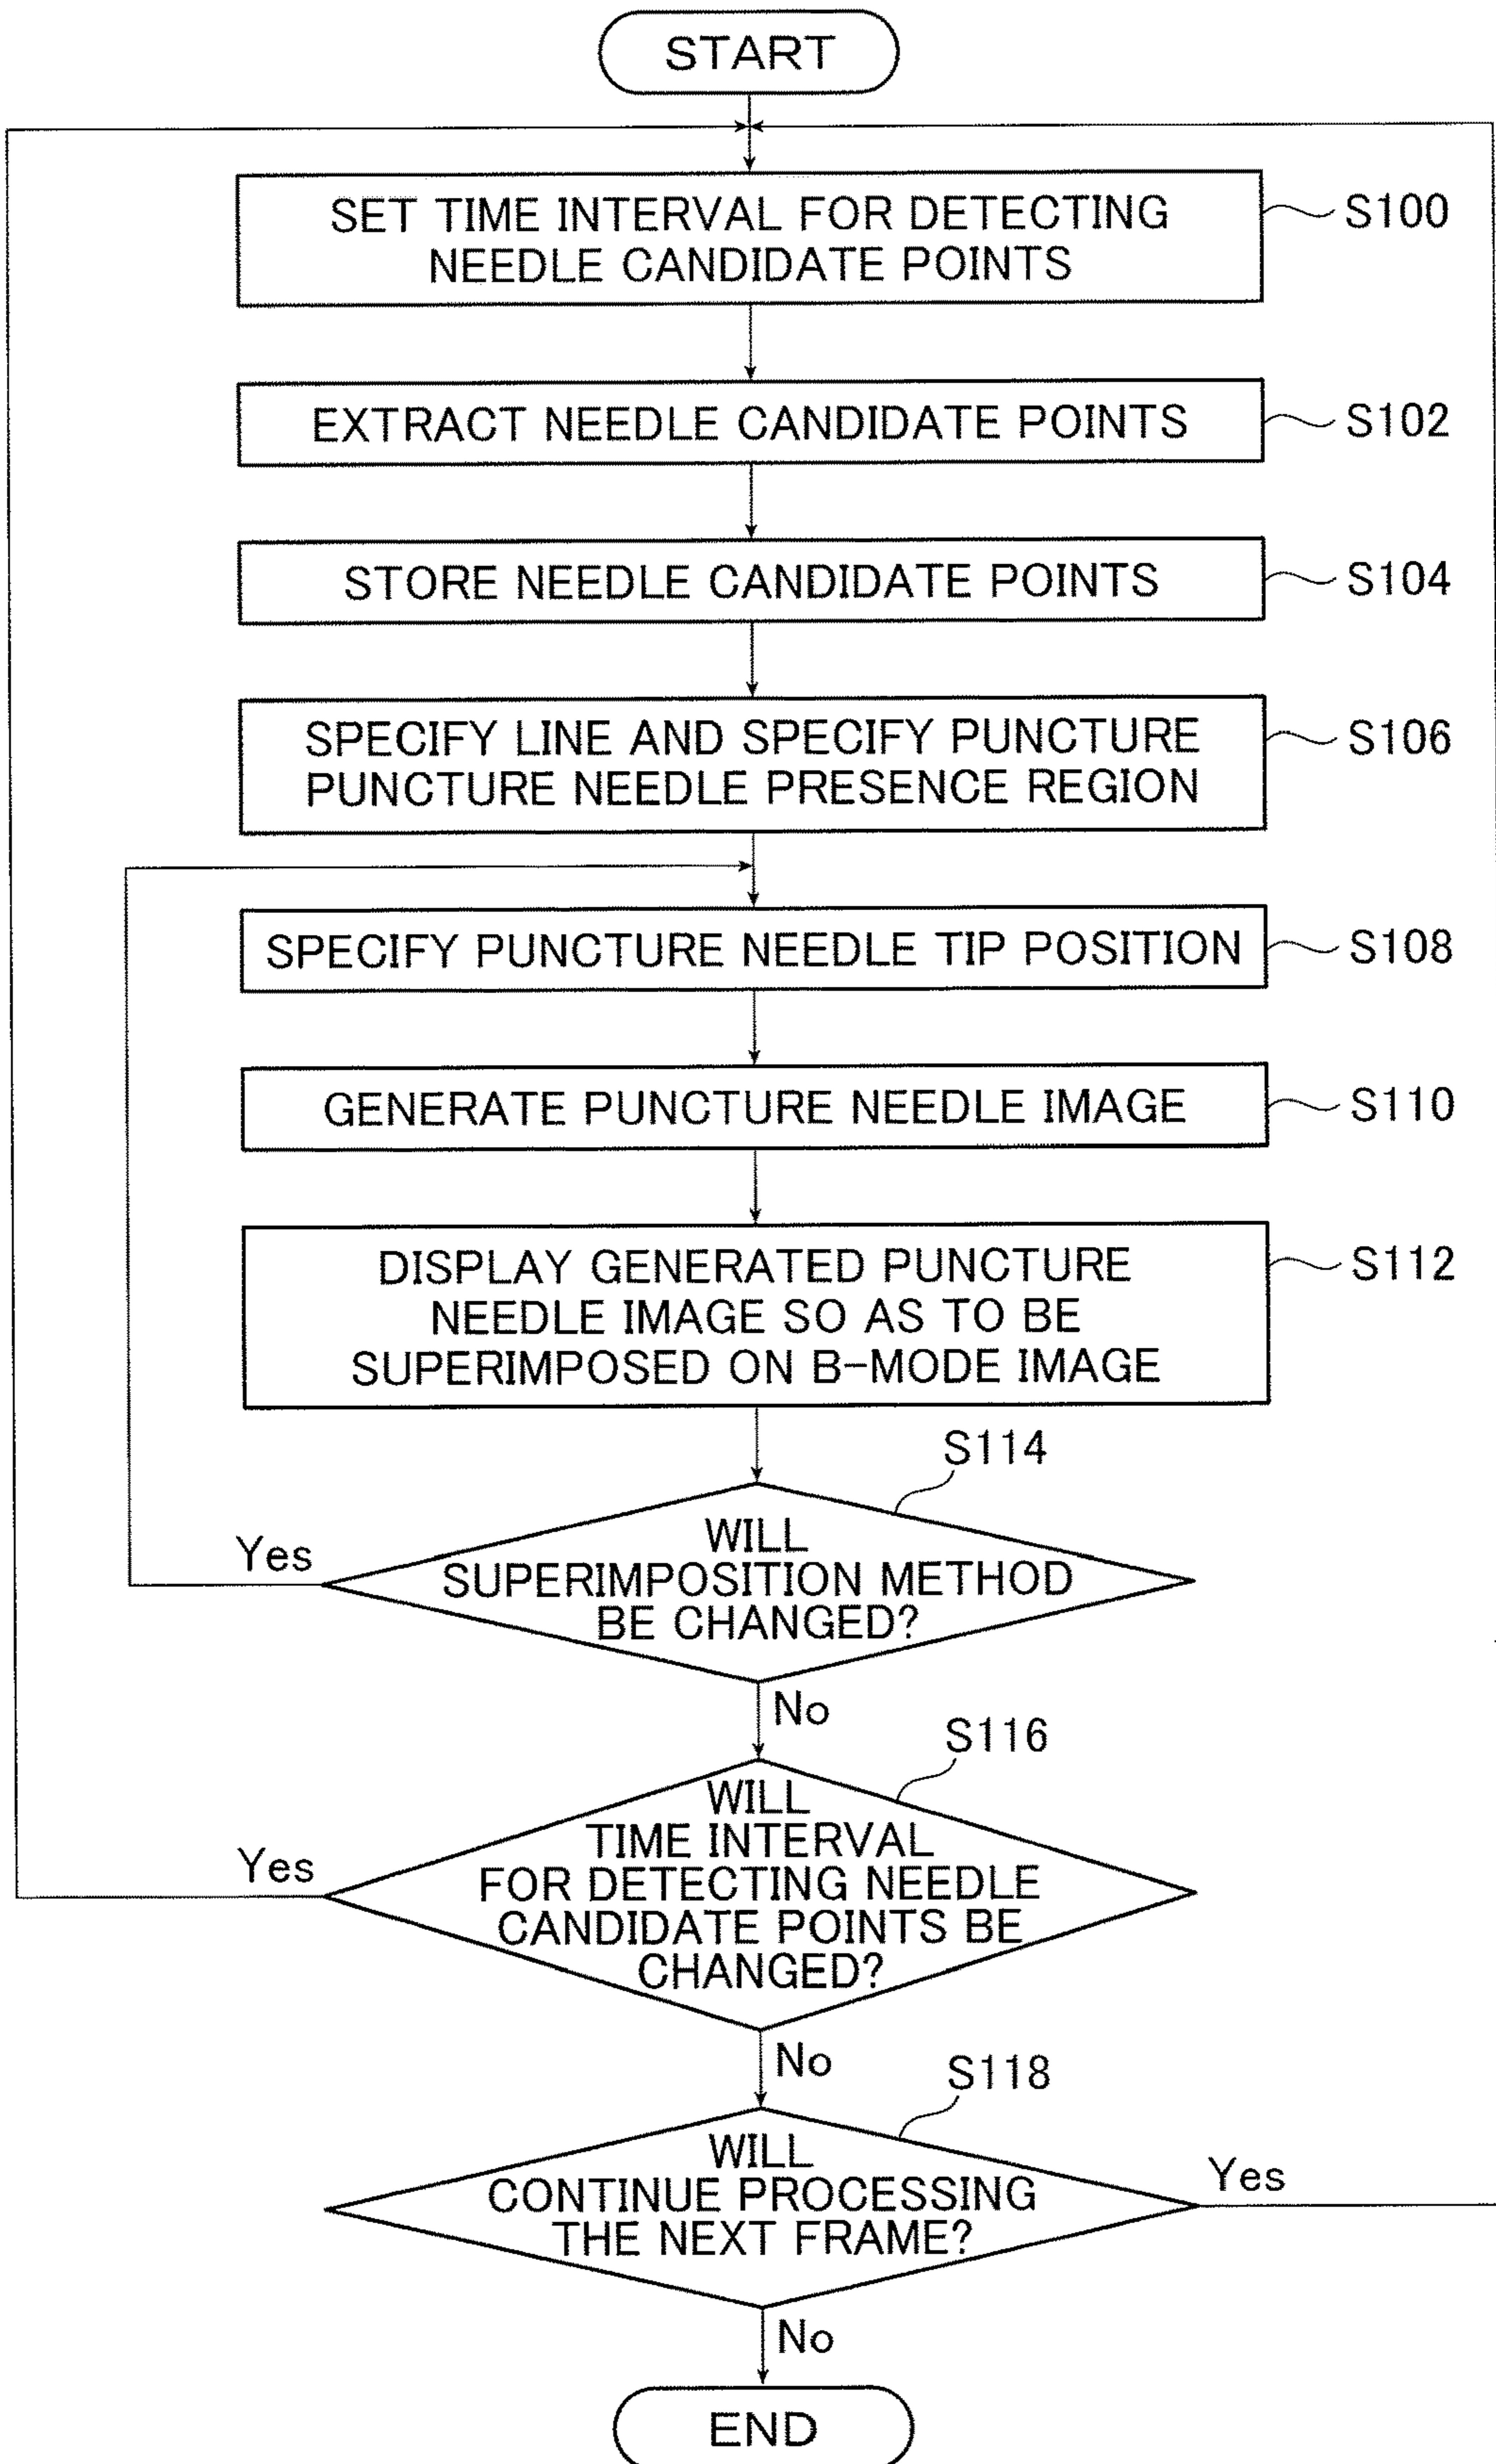 START
SET TIME INTERVAL FOR DETECTING
NEEDLE CANDIDATE POINTS
S100
EXTRACT NEEDLE CANDIDATE POINTS
S102
STORE NEEDLE CANDIDATE POINTS
S104
SPECIFY LINE AND SPECIFY PUNCTURE
PUNCTURE NEEDLE PRESENCE REGION
S106
SPECIFY PUNCTURE NEEDLE TIP POSITION
S108
GENERATE PUNCTURE NEEDLE IMAGE
S110
DISPLAY GENERATED PUNCTURE
NEEDLE IMAGE SO AS TO BE
SUPERIMPOSED ON B-MODE IMAGE
S112
S114
WILL
SUPERIMPOSITION METHOD
BE CHANGED?
Yes
No
S116
WILL
TIME INTERVAL
FOR DETECTING NEEDLE
CANDIDATE POINTS BE
CHANGED?
Yes
No
S118
WILL
CONTINUE PROCESSING
THE NEXT FRAME?
Yes
No
END